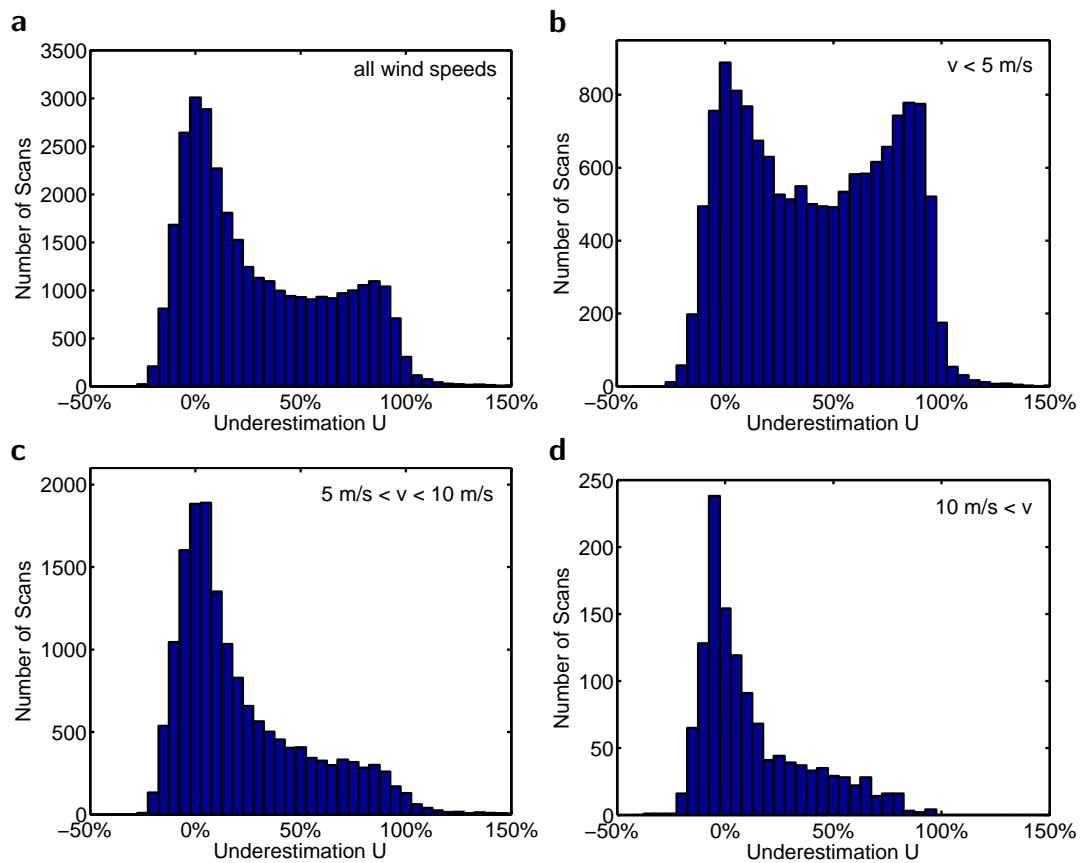 a
all wind speeds
3500
3000
2500
2000
1500
1000
500
0
Number of Scans
−50%
0%
50%
100%
150%
Underestimation U
b
v < 5 m/s
800
600
400
200
0
Number of Scans
−50%
0%
50%
100%
150%
Underestimation U
c
5 m/s < v < 10 m/s
2000
1500
1000
500
0
Number of Scans
−50%
0%
50%
100%
150%
Underestimation U
d
10 m/s < v
250
200
150
100
50
0
Number of Scans
−50%
0%
50%
100%
150%
Underestimation U